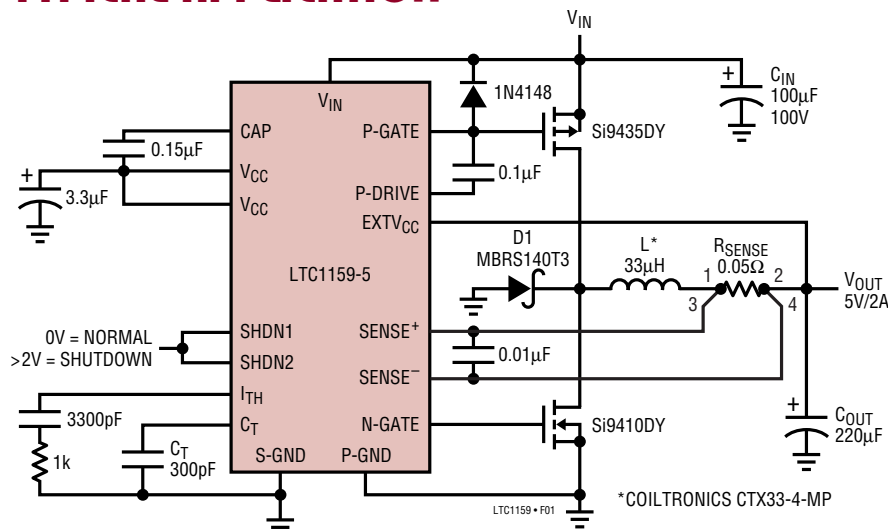 V_IN
V_IN
CAP
0.15µF
V_CC
3.3µF
V_CC
P-GATE
1N4148
Si9435DY
+
C_IN
100µF
100V
+
P-DRIVE
0.1µF
EXTV_CC
LTC1159-5
D1
MBRS140T3
L*
33µH
R_SENSE
0.05Ω
1
2
3
4
V_OUT
5V/2A
0V = NORMAL
>2V = SHUTDOWN
SHDN1
SHDN2
SENSE+
0.01µF
SENSE−
I_TH
3300pF
1k
C_T
C_T
300pF
S-GND
P-GND
N-GATE
Si9410DY
+
C_OUT
220µF
LTC1159 • F01
*COILTRONICS CTX33-4-MP